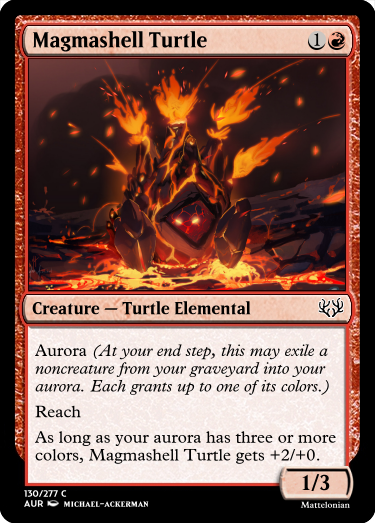 Magmashell Turtle 1
Creature — Turtle Elemental
Aurora (At your end step, this may exile a
noncreature from your graveyard into your
aurora. Each grants up to one of its colors.)
Reach
As long as your aurora has three or more
colors, Magmashell Turtle gets +2/+0.
1/3
130/277 C
AUR MICHAEL-ACKERMAN
Mattelonian